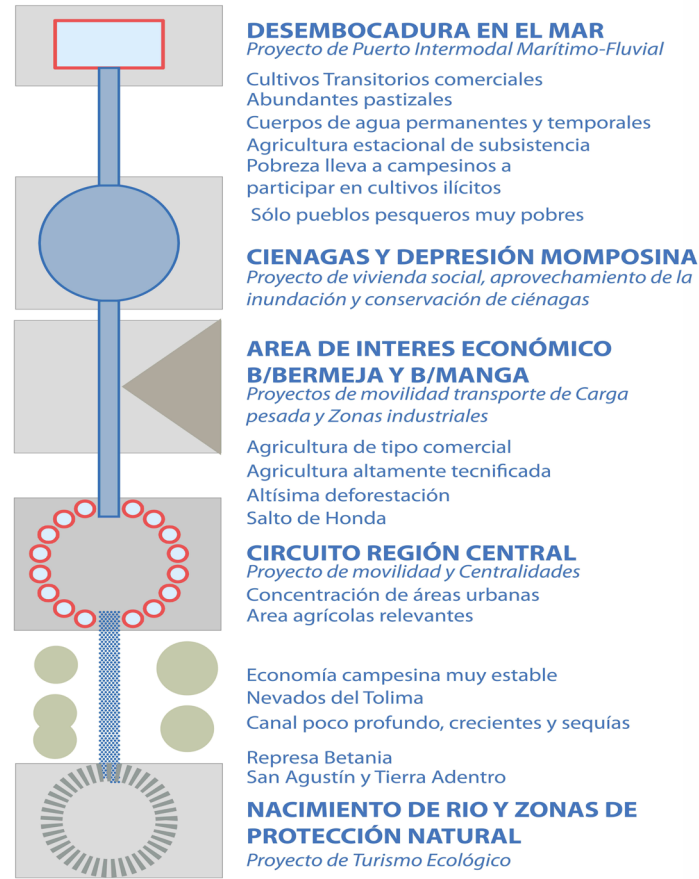 DESEMBOCADURA EN EL MAR
Proyecto de Puerto Intermodal Marítimo-Fluvial
Cultivos Transitorios comerciales
Abundantes pastizales
Cuerpos de agua permanentes y temporales
Agricultura estacional de subsistencia
Pobreza lleva a campesinos a
participar en cultivos ilícitos
Sólo pueblos pesqueros muy pobres
CIENAGAS Y DEPRESIÓN MOMPOSINA
Proyecto de vivienda social, aprovechamiento de la
inundación y conservación de ciénagas
AREA DE INTERES ECONÓMICO
B/BERMEJA Y B/MANGA
Proyectos de movilidad transporte de Carga
pesada y Zonas industriales
Agricultura de tipo comercial
Agricultura altamente tecnificada
Altísima deforestación
Salto de Honda
CIRCUITO REGIÓN CENTRAL
Proyecto de movilidad y Centralidades
Concentración de áreas urbanas
Area agrícolas relevantes
Economía campesina muy estable
Nevados del Tolima
Canal poco profundo, crecientes y sequías
Represa Betania
San Agustín y Tierra Adentro
NACIMIENTO DE RIO Y ZONAS DE
PROTECCIÓN NATURAL
Proyecto de Turismo Ecológico